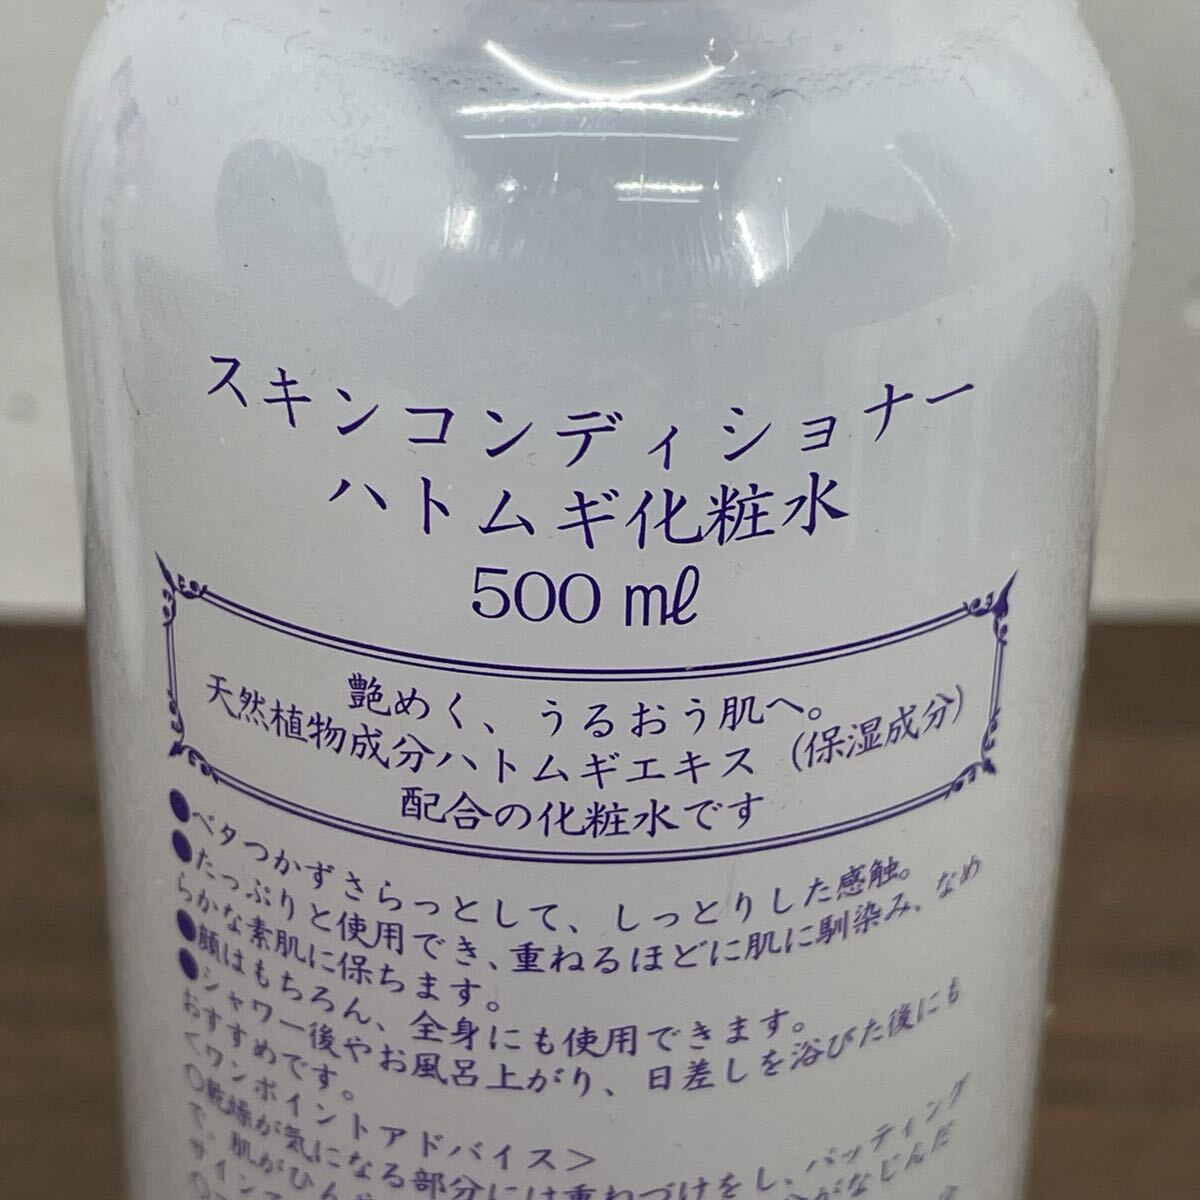 スキンコンディショナー
ハトムギ化粧水
500 ml
艶めく、うるおう肌へ。
天然植物成分ハトムギエキス（保湿成分）
配合の化粧水です
●ベタつかずさらっとして、しっとりした感触。
●たっぷりと使用でき、重ねるほどに肌に馴染み、なめ
らかな素肌に保ちます。
●顔はもちろん、全身にも使用できます。
●シャワー後やお風呂上がり、日差しを浴びた後にも
おすすめです。
＜ワンポイントアドバイス＞
○乾燥が気になる部分には重ねづけをし、パッティング
で、肌がひん